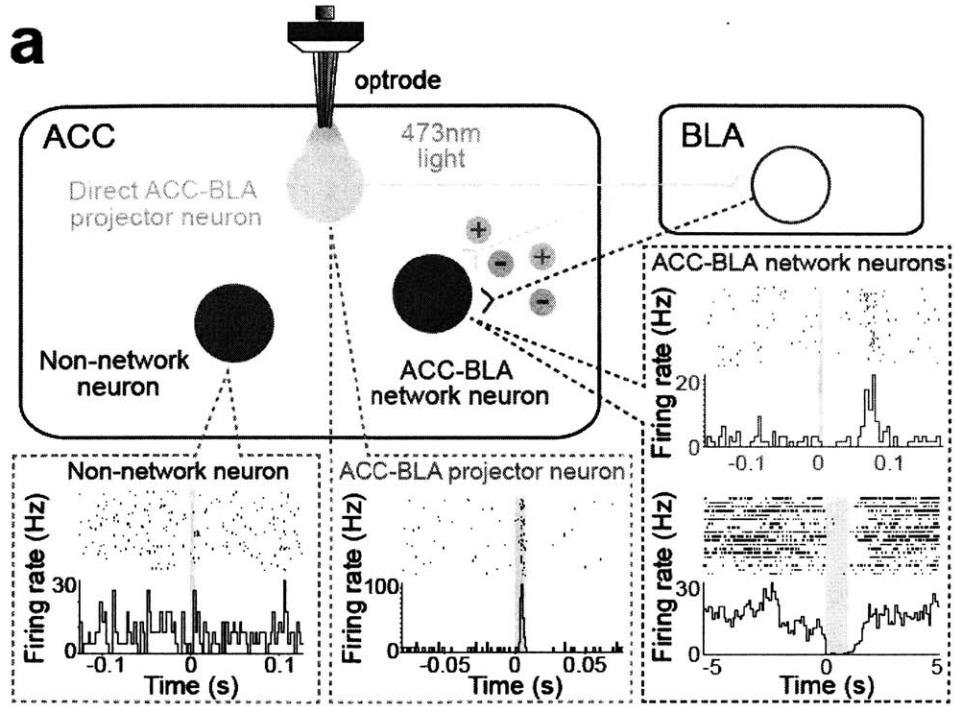 a
optrode
ACC
473nm
light
BLA
Direct ACC-BLA
projector neuron
+
-
+
-
Non-network
neuron
ACC-BLA
network neuron
ACC-BLA network neurons
Firing rate (Hz)
20
0
-0.1 0 0.1
Non-network neuron
Firing rate (Hz)
30
0
-0.1 0 0.1
Time (s)
ACC-BLA projector neuron
Firing rate (Hz)
100
0
-0.05 0 0.05
Time (s)
Firing rate (Hz)
30
0
-5 0 5
Time (s)